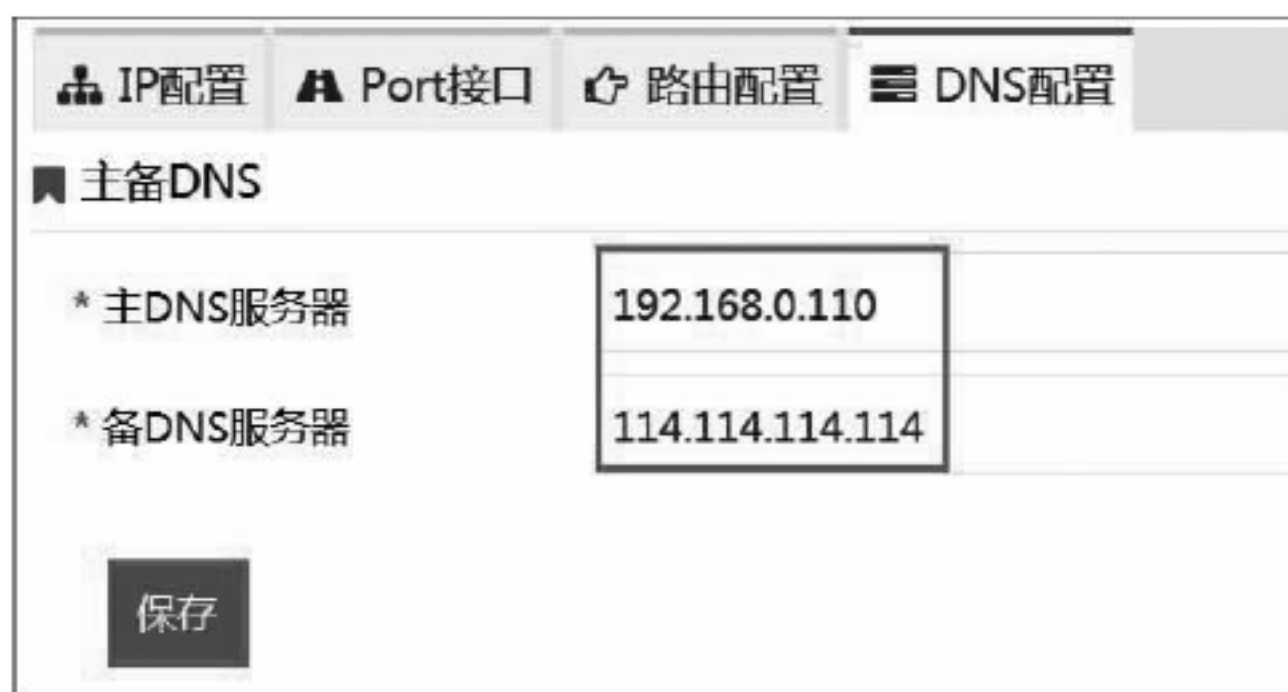 IP配置 Port接口 路由配置 DNS配置
主备DNS
* 主DNS服务器 192.168.0.110
* 备DNS服务器 114.114.114.114
保存